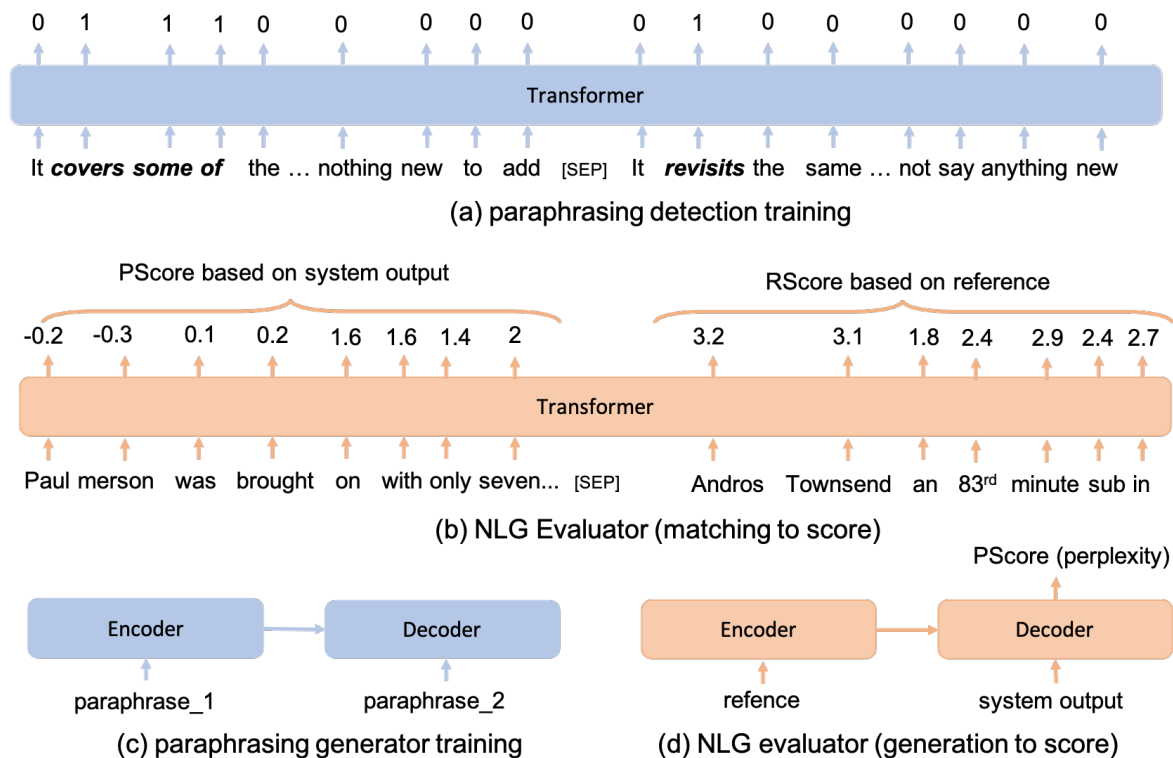 0 1 1 1 0 0 0 0 0 0 1 0 0 0 0 0 0
Transformer
It covers some of the ... nothing new to add [SEP] It revisits the same ... not say anything new
(a) paraphrasing detection training
PScore based on system output
RScore based on reference
-0.2 -0.3 0.1 0.2 1.6 1.6 1.4 2 3.2 3.1 1.8 2.4 2.9 2.4 2.7
Transformer
Paul merson was brought on with only seven... [SEP] Andros Townsend an 83rd minute sub in
(b) NLG Evaluator (matching to score)
PScore (perplexity)
Encoder Decoder Encoder Decoder
paraphrase_1 paraphrase_2 refence system output
(c) paraphrasing generator training
(d) NLG evaluator (generation to score)